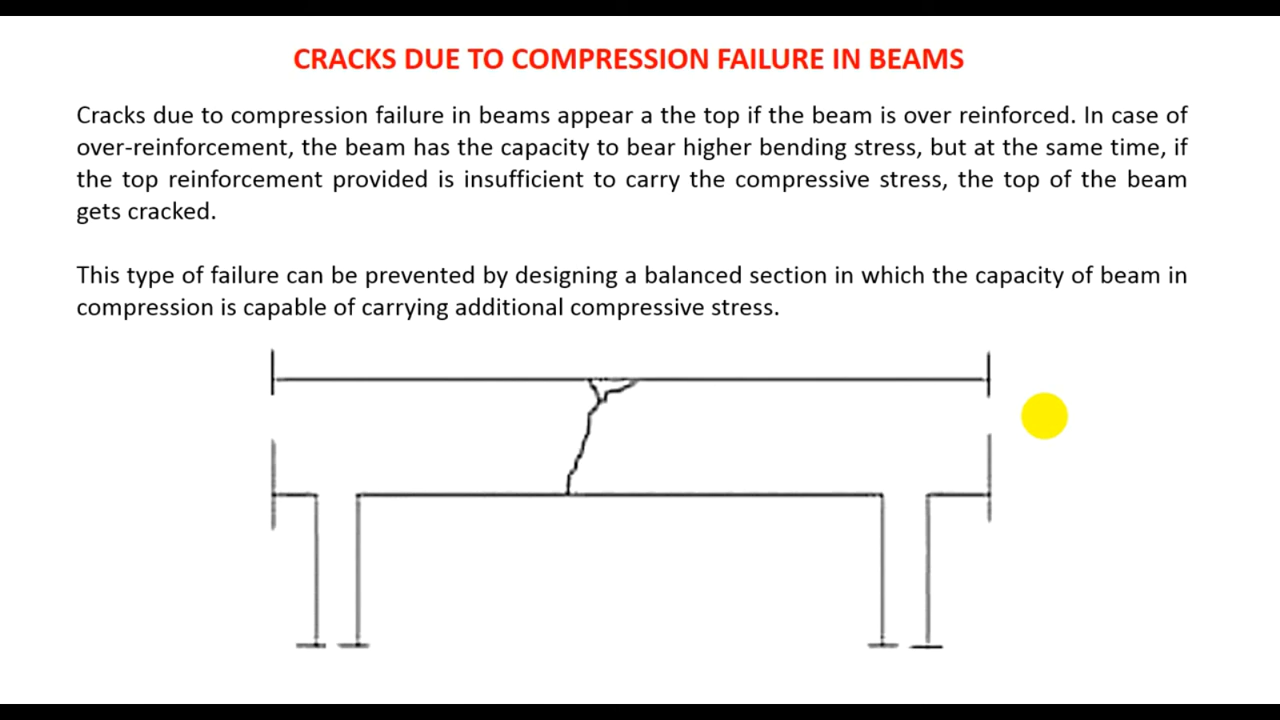 CRACKS DUE TO COMPRESSION FAILURE IN BEAMS
Cracks due to compression failure in beams appear a the top if the beam is over reinforced. In case of
over-reinforcement, the beam has the capacity to bear higher bending stress, but at the same time, if
the top reinforcement provided is insufficient to carry the compressive stress, the top of the beam
gets cracked.
This type of failure can be prevented by designing a balanced section in which the capacity of beam in
compression is capable of carrying additional compressive stress.